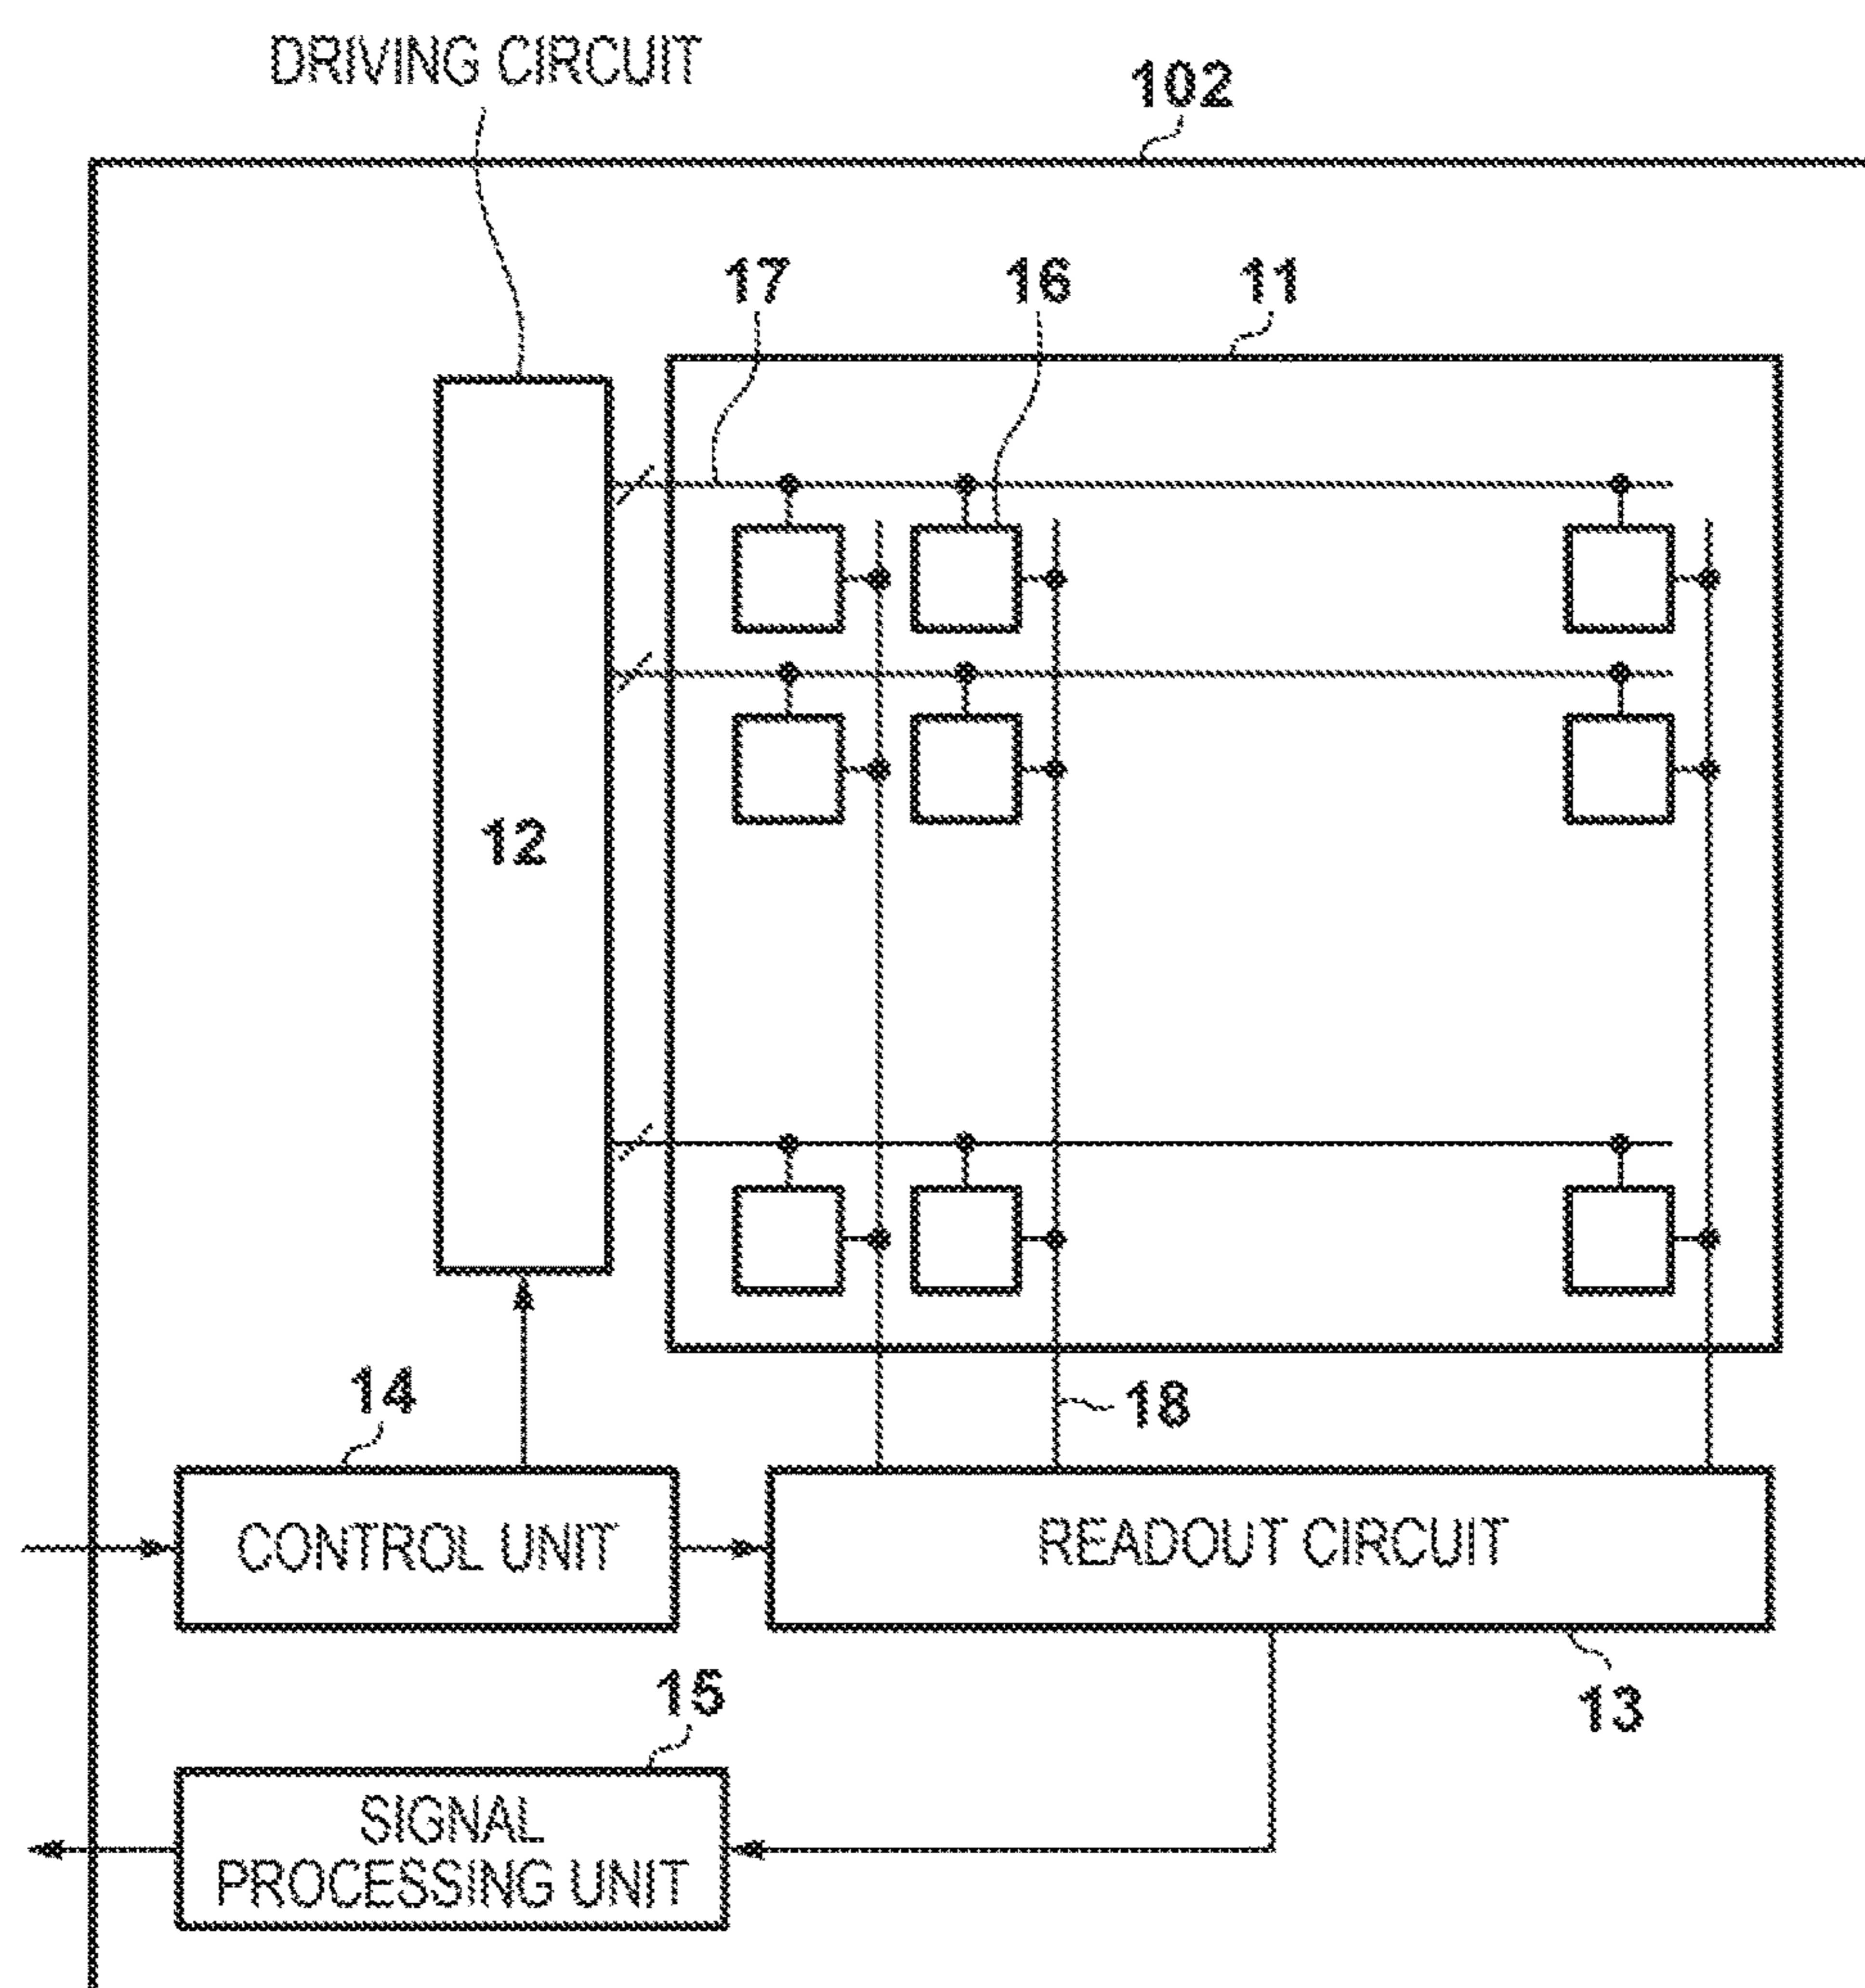 DRIVING CIRCUIT
102
17
16
11
12
14
18
CONTROL UNIT
READOUT CIRCUIT
15
13
SIGNAL
PROCESSING UNIT